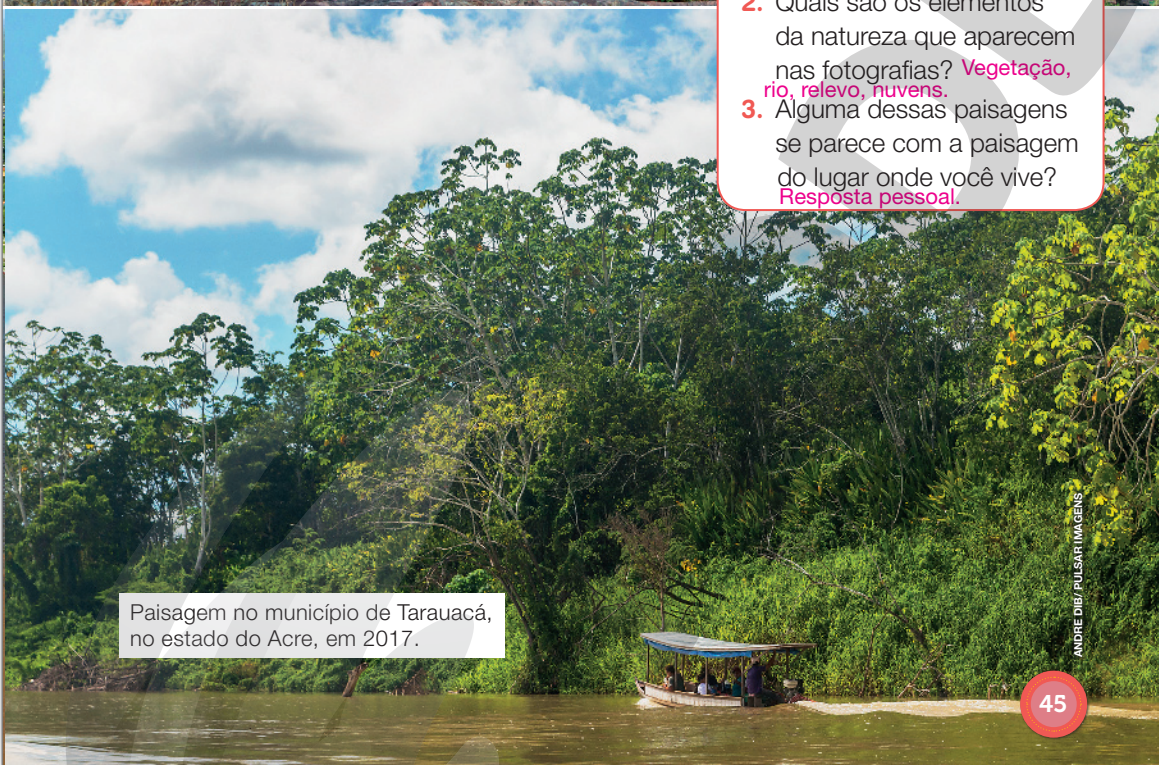 2. Quais são os elementos
da natureza que aparecem
nas fotografias? Vegetação,
rio, relevo, nuvens.
3. Alguma dessas paisagens
se parece com a paisagem
do lugar onde você vive?
Resposta pessoal.
ANDRE DIB/ PULSAR IMAGENS
Paisagem no município de Tarauacá,
no estado do Acre, em 2017.
45